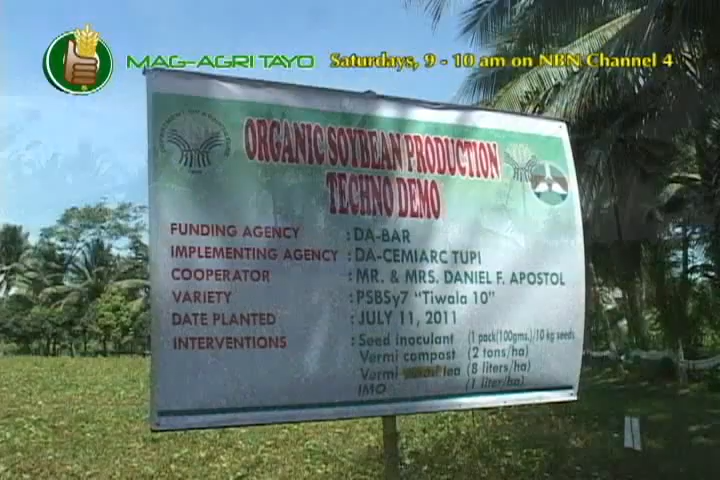 MAG-AGRI TAYO Saturdays, 9 - 10 am on NBN Channel 4
ORGANIC SOYBEAN PRODUCTION
TECHNO DEMO
FUNDING AGENCY : DA-BAR
IMPLEMENTING AGENCY : DA-CEMIARC TUPI
COOPERATOR : MR. & MRS. DANIEL F. APOSTOL
VARIETY : PSBSy7 "Tiwala 10"
DATE PLANTED : JULY 11, 2011
INTERVENTIONS : Seed Inoculant (1 pack(100gms.)/10 kg seeds
Vermi compost (2 tons/ha)
Vermi tea (8 liters/ha)
IMO (1 liter/ha)